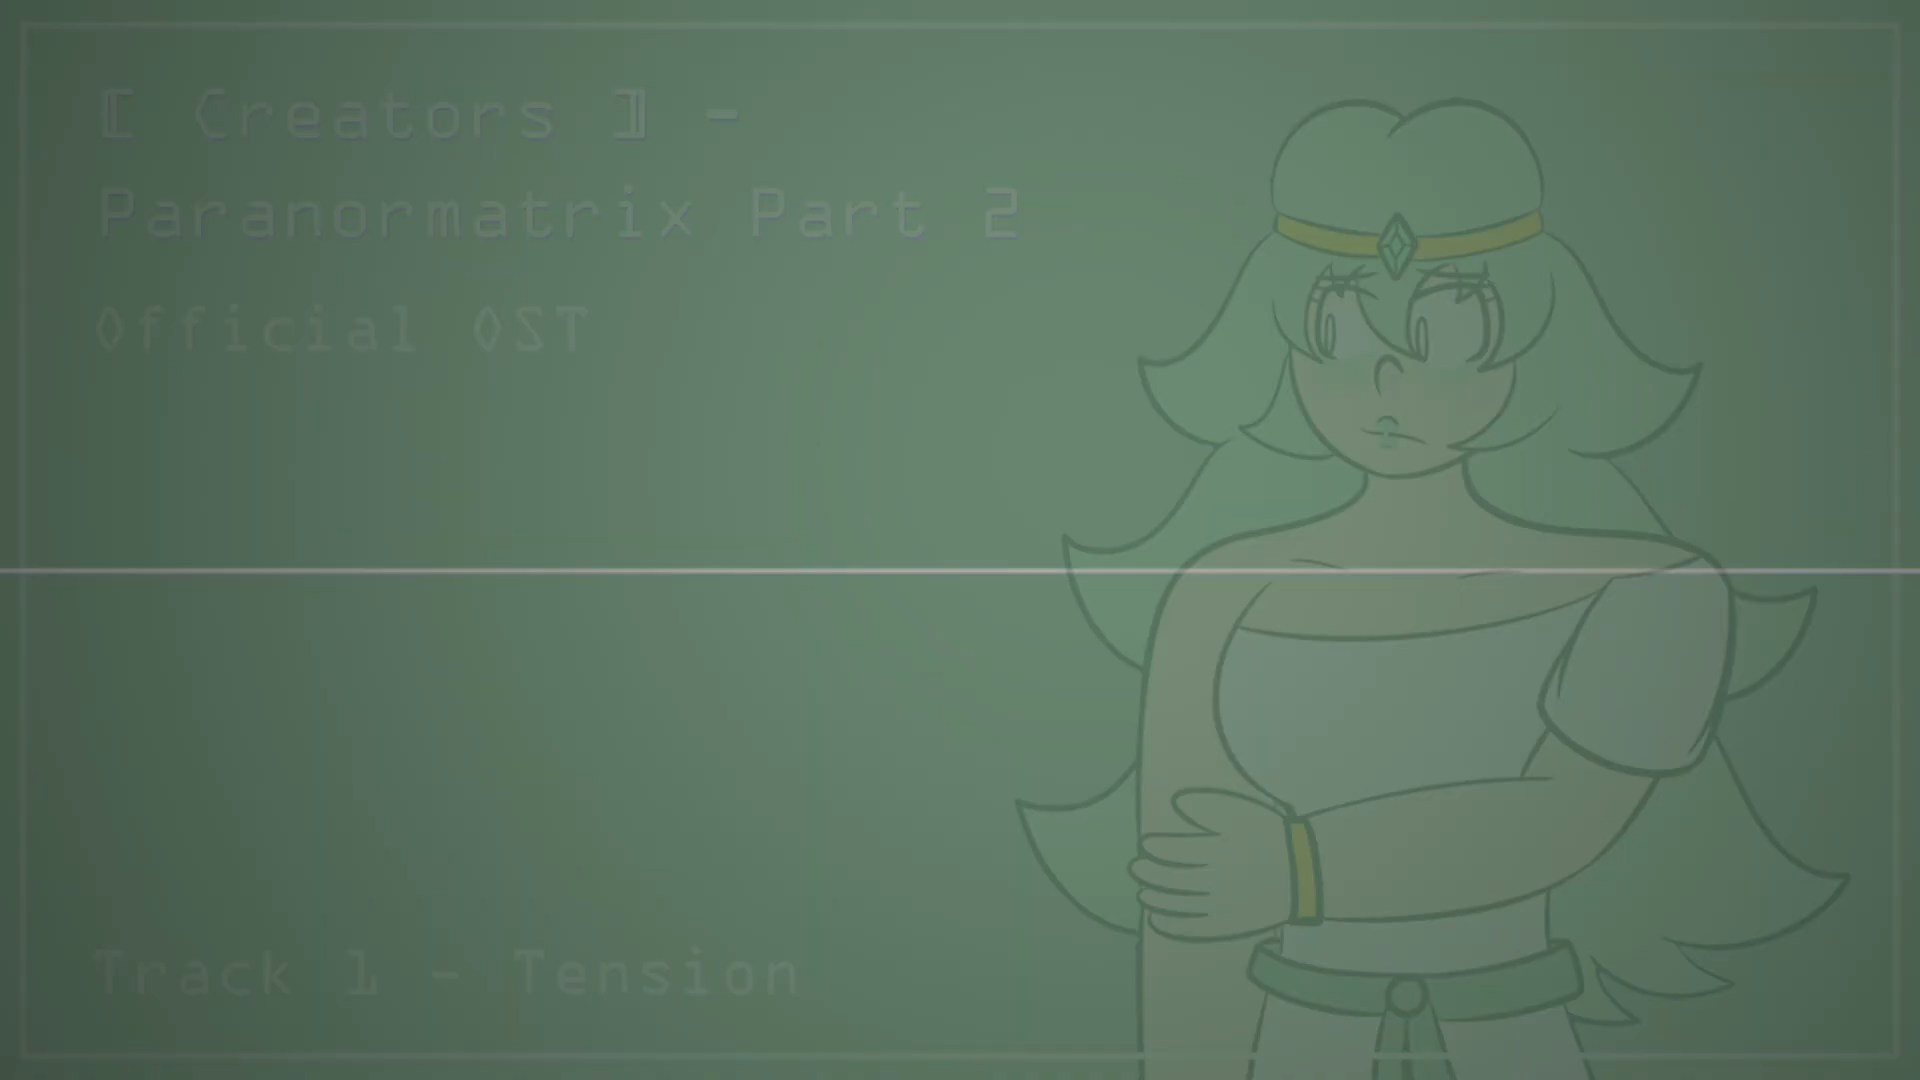 〖 Creators 〗 -
Paranormatrix Part 2
Official OST
Track 1 - Tension